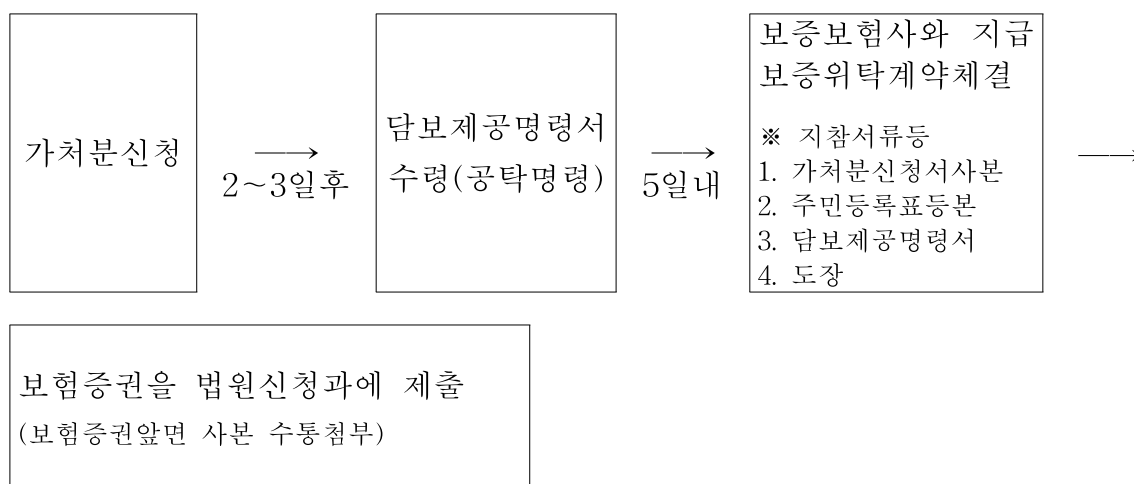 가처분신청
──→
2~3일후
담보제공명령서
수령(공탁명령)
──→
5일내
보증보험사와 지급
보증위탁계약체결
※ 지참서류등
1. 가처분신청서사본
2. 주민등록표등본
3. 담보제공명령서
4. 도장
──→
보험증권을 법원신청과에 제출
(보험증권앞면 사본 수통첨부)